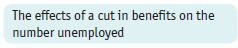 The effects of a cut in benefits on the
number unemployed